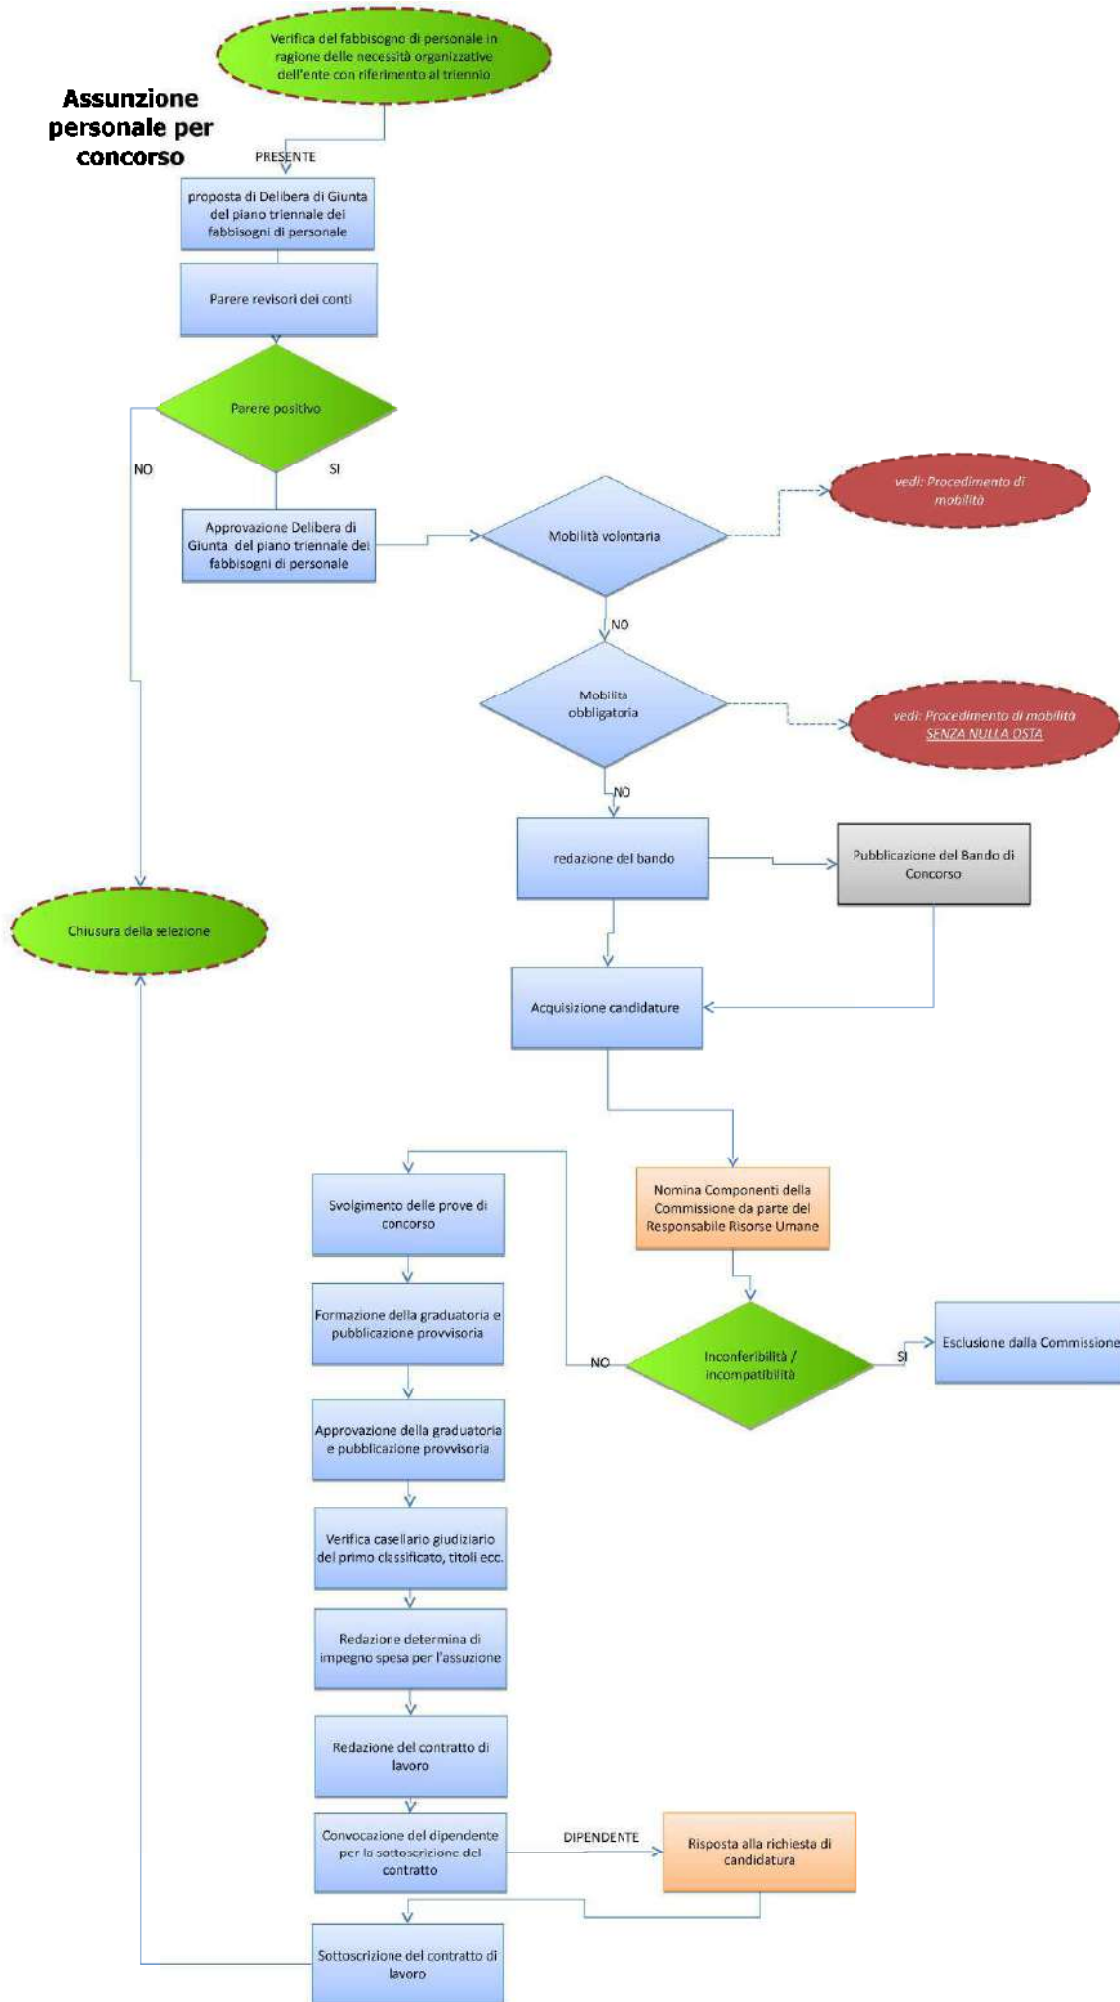 Verifica del fabbisogno di personale in
ragione delle necessità organizzative
dell'ente con riferimento al triennio
Assunzione
personale per
concorso
PRESENTE
proposta di Delibera di Giunta
del piano triennale dei
fabbisogni di personale
Parere revisori dei conti
Parere positivo
NO
SI
Approvazione Delibera di
Giunta del piano triennale dei
fabbisogni di personale
Mobilità volontaria
vedi: Procedimento di
mobilità
NO
Mobilità
obbligatoria
vedi: Procedimento di mobilità
SENZA NULLA OSTA
NO
redazione del bando
Pubblicazione del Bando di
Concorso
Chiusura della selezione
Acquisizione candidature
Nomina Componenti della
Commissione da parte del
Responsabile Risorse Umane
Svolgimento delle prove di
concorso
Formazione della graduatoria e
pubblicazione provvisoria
Inconferibilità /
incompatibilità
NO
SI
Esclusione dalla Commissione
Approvazione della graduatoria
e pubblicazione provvisoria
Verifica casellario giudiziario
del primo classificato, titoli ecc.
Redazione determina di
impegno spesa per l'assuzione
Redazione del contratto di
lavoro
Convocazione del dipendente
per la sottoscrizione del
contratto
DIPENDENTE
Risposta alla richiesta di
candidatura
Sottoscrizione del contratto di
lavoro